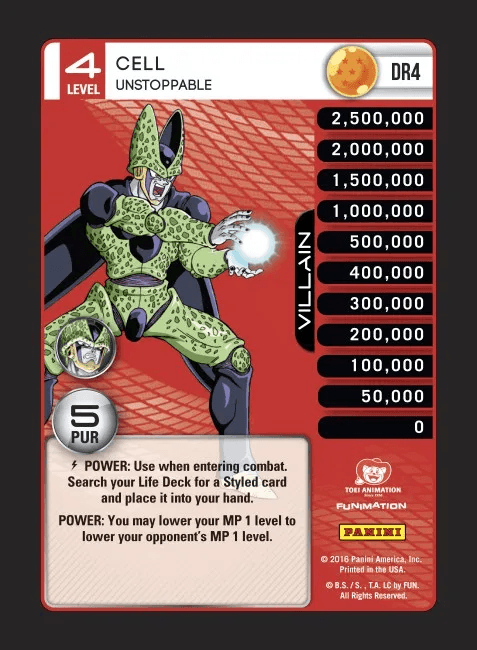 4
LEVEL
CELL
UNSTOPPABLE
DR4
2,500,000
2,000,000
1,500,000
1,000,000
500,000
400,000
300,000
200,000
100,000
50,000
0
VILLAIN
5
PUR
POWER: Use when entering combat.
Search your Life Deck for a Styled card
and place it into your hand.
POWER: You may lower your MP 1 level to
lower your opponent's MP 1 level.
TOEI ANIMATION
FUNIMATION
PANINI
© 2016 Panini America, Inc.
Printed in the USA.
© B.S. / S. , T.A. LC by FUN.
All Rights Reserved.